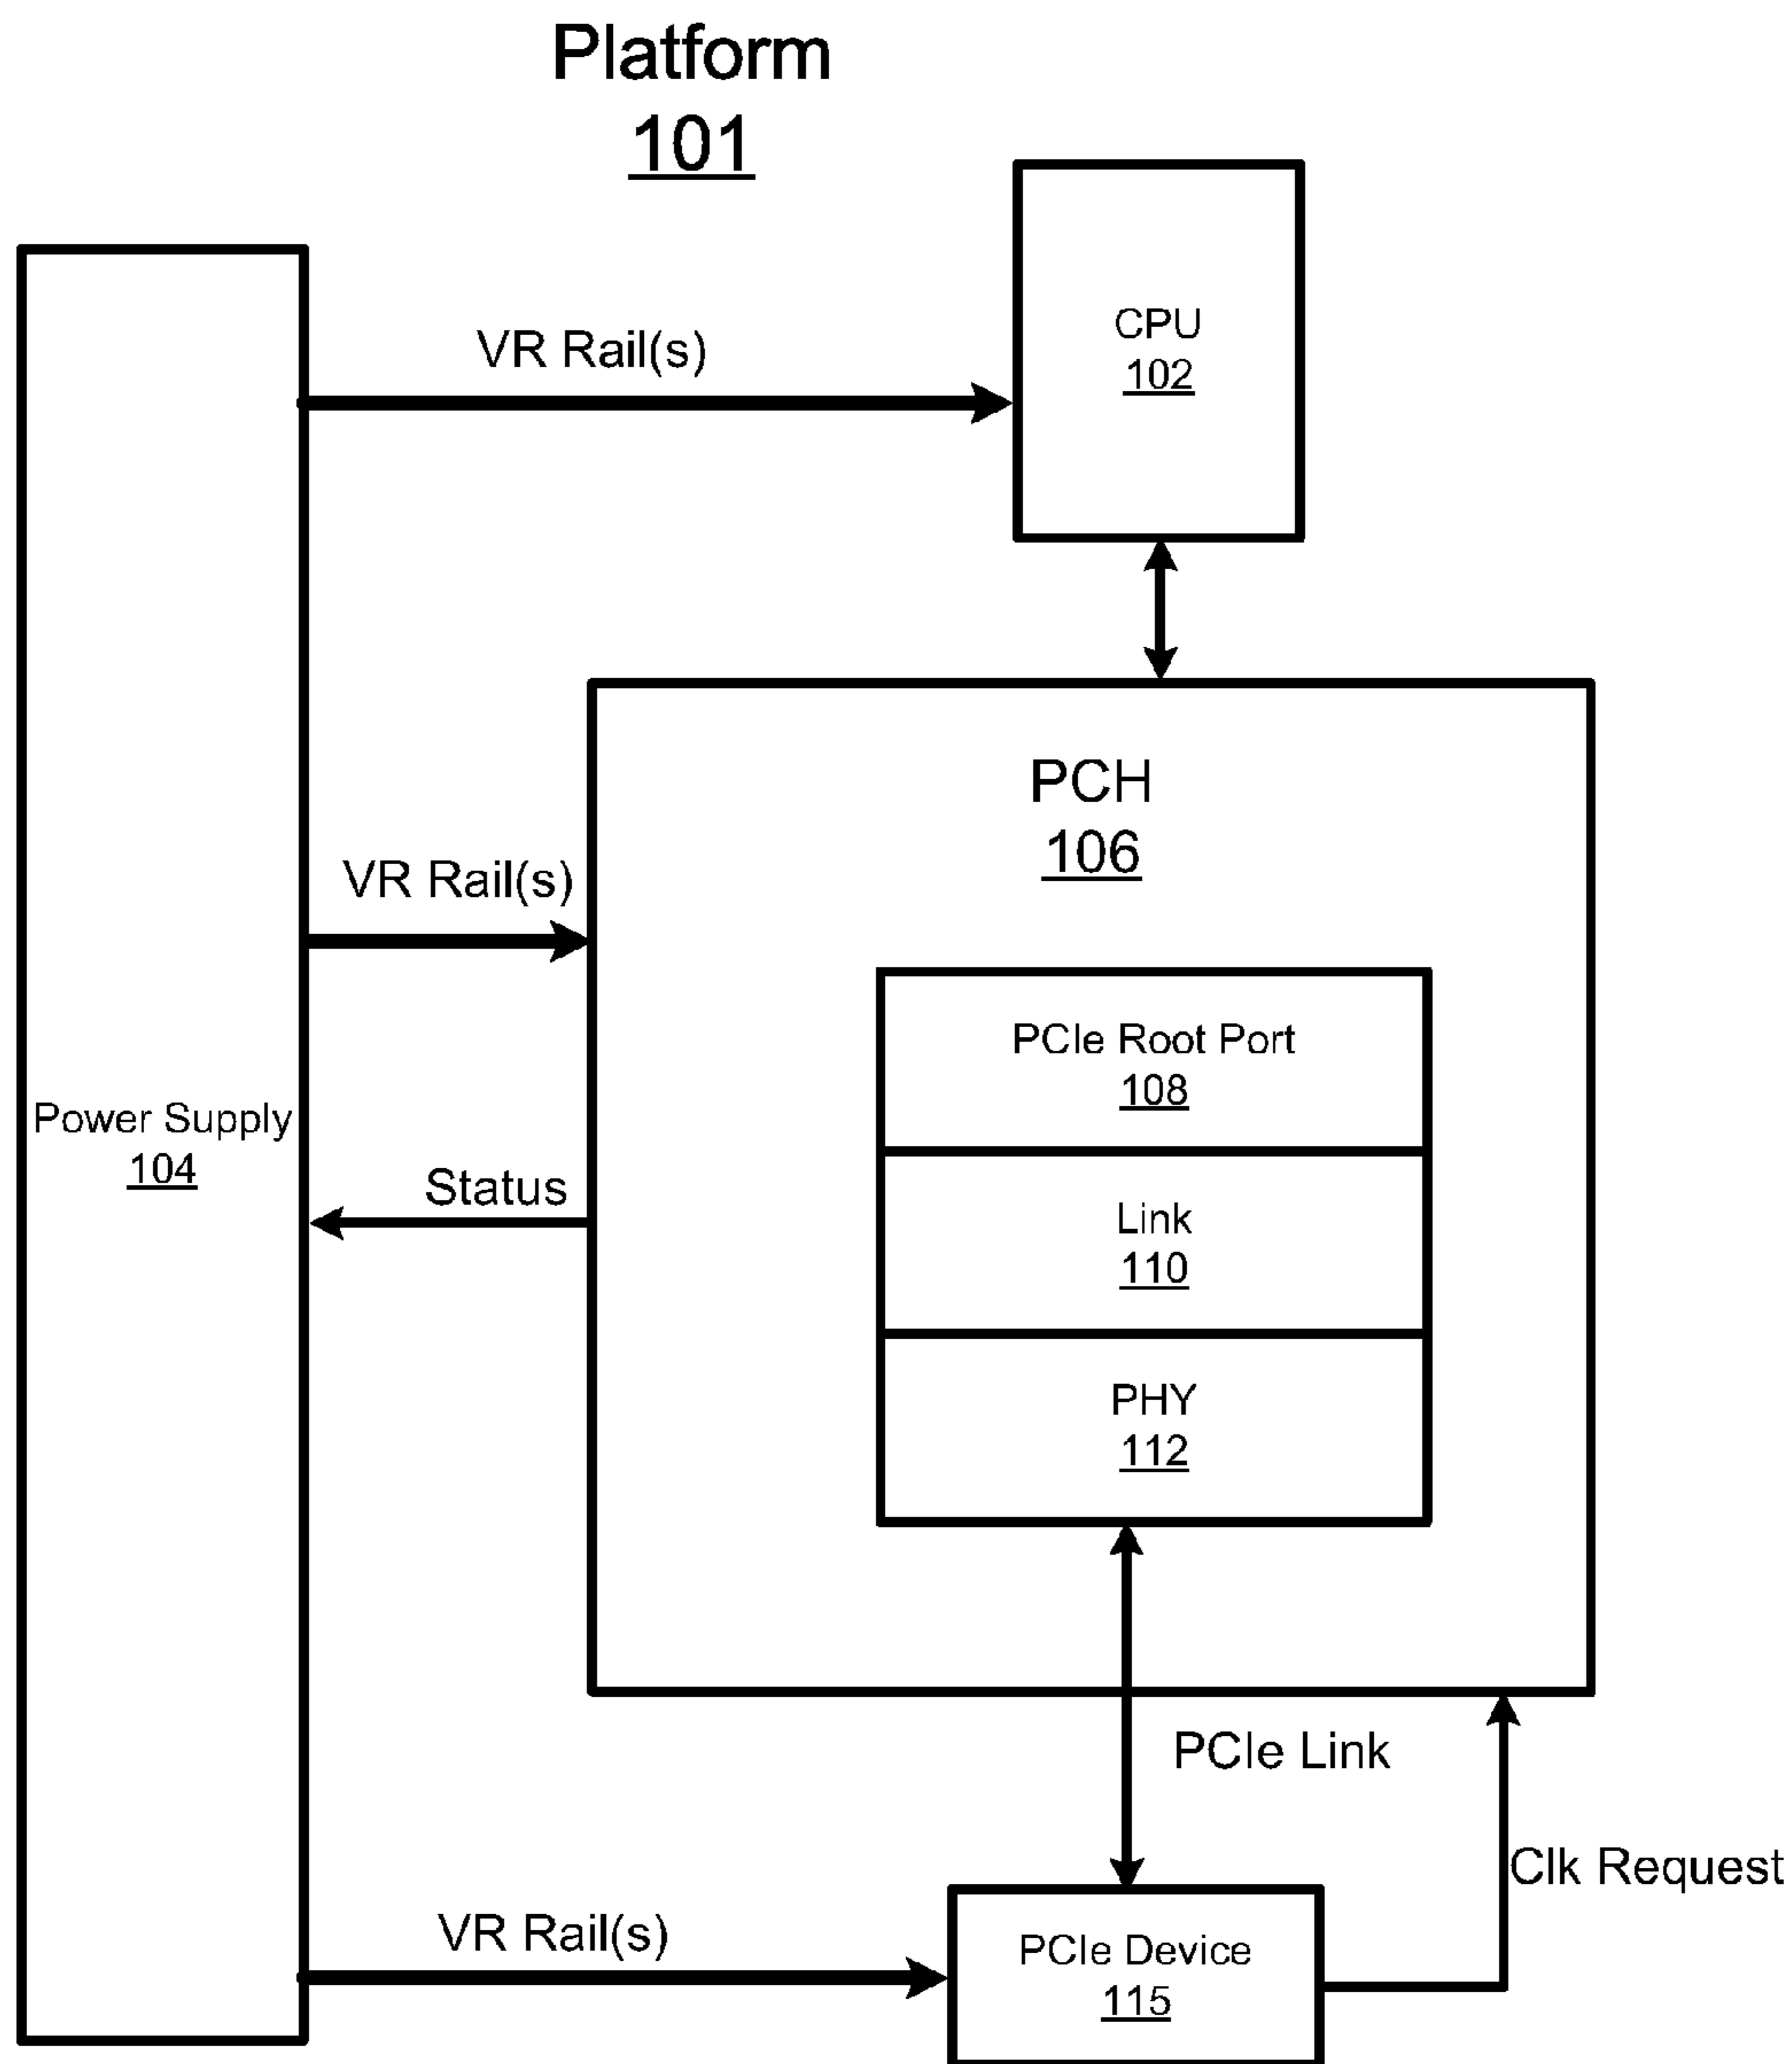 Platform
101
CPU
102
VR Rail(s)
PCH
106
VR Rail(s)
PCIe Root Port
108
Power Supply
104
Status
Link
110
PHY
112
PCIe Link
Clk Request
VR Rail(s)
PCIe Device
115